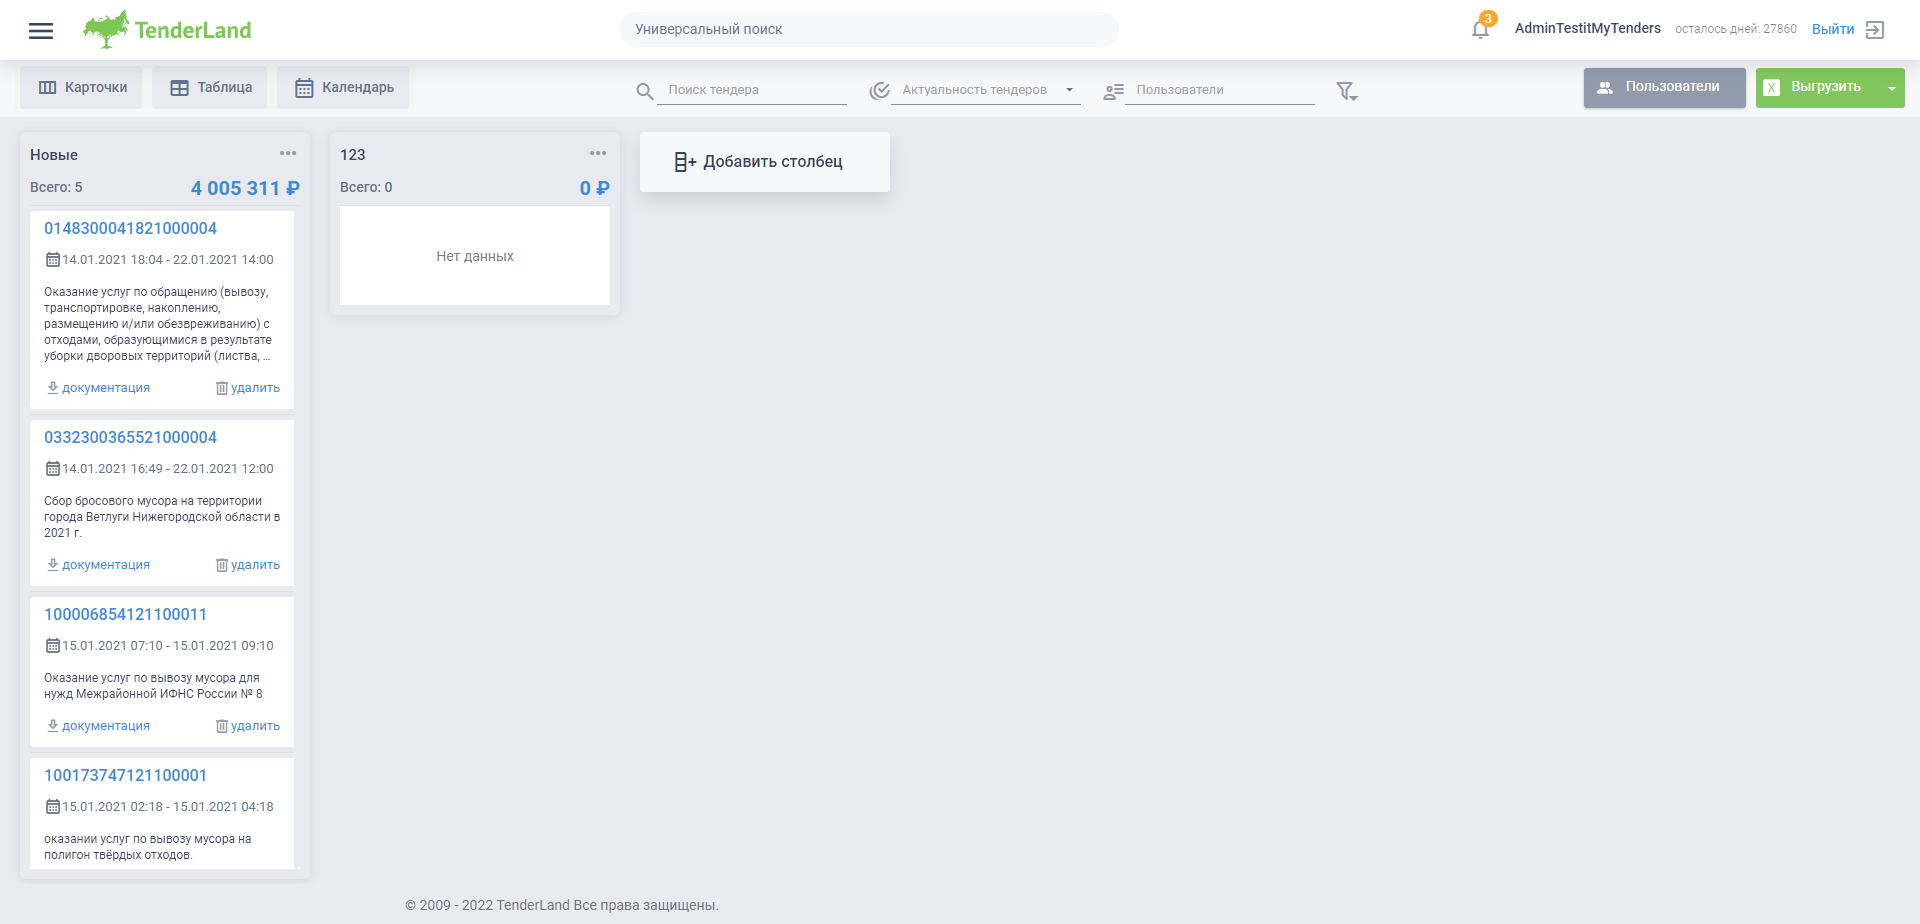 TenderLand
Универсальный поиск
3
AdminTestitMyTenders
осталось дней: 27860
Выйти
Карточки
Таблица
Календарь
Поиск тендера
Актуальность тендеров
Пользователи
Пользователи
X
Выгрузить
Новые
Всего: 5
4 005 311 ₽
0148300041821000004
14.01.2021 18:04 - 22.01.2021 14:00
Оказание услуг по обращению (вывозу,
транспортировке, накоплению,
размещению и/или обезвреживанию) с
отходами, образующимися в результате
уборки дворовых территорий (листва, ...
документация
удалить
0332300365521000004
14.01.2021 16:49 - 22.01.2021 12:00
Сбор бросового мусора на территории
города Ветлуги Нижегородской области в
2021 г.
документация
удалить
100006854121100011
15.01.2021 07:10 - 15.01.2021 09:10
Оказание услуг по вывозу мусора для
нужд Межрайонной ИФНС России № 8
документация
удалить
100173747121100001
15.01.2021 02:18 - 15.01.2021 04:18
оказании услуг по вывозу мусора на
полигон твёрдых отходов.
123
Всего: 0
0 ₽
Нет данных
Добавить столбец
© 2009 - 2022 TenderLand Все права защищены.